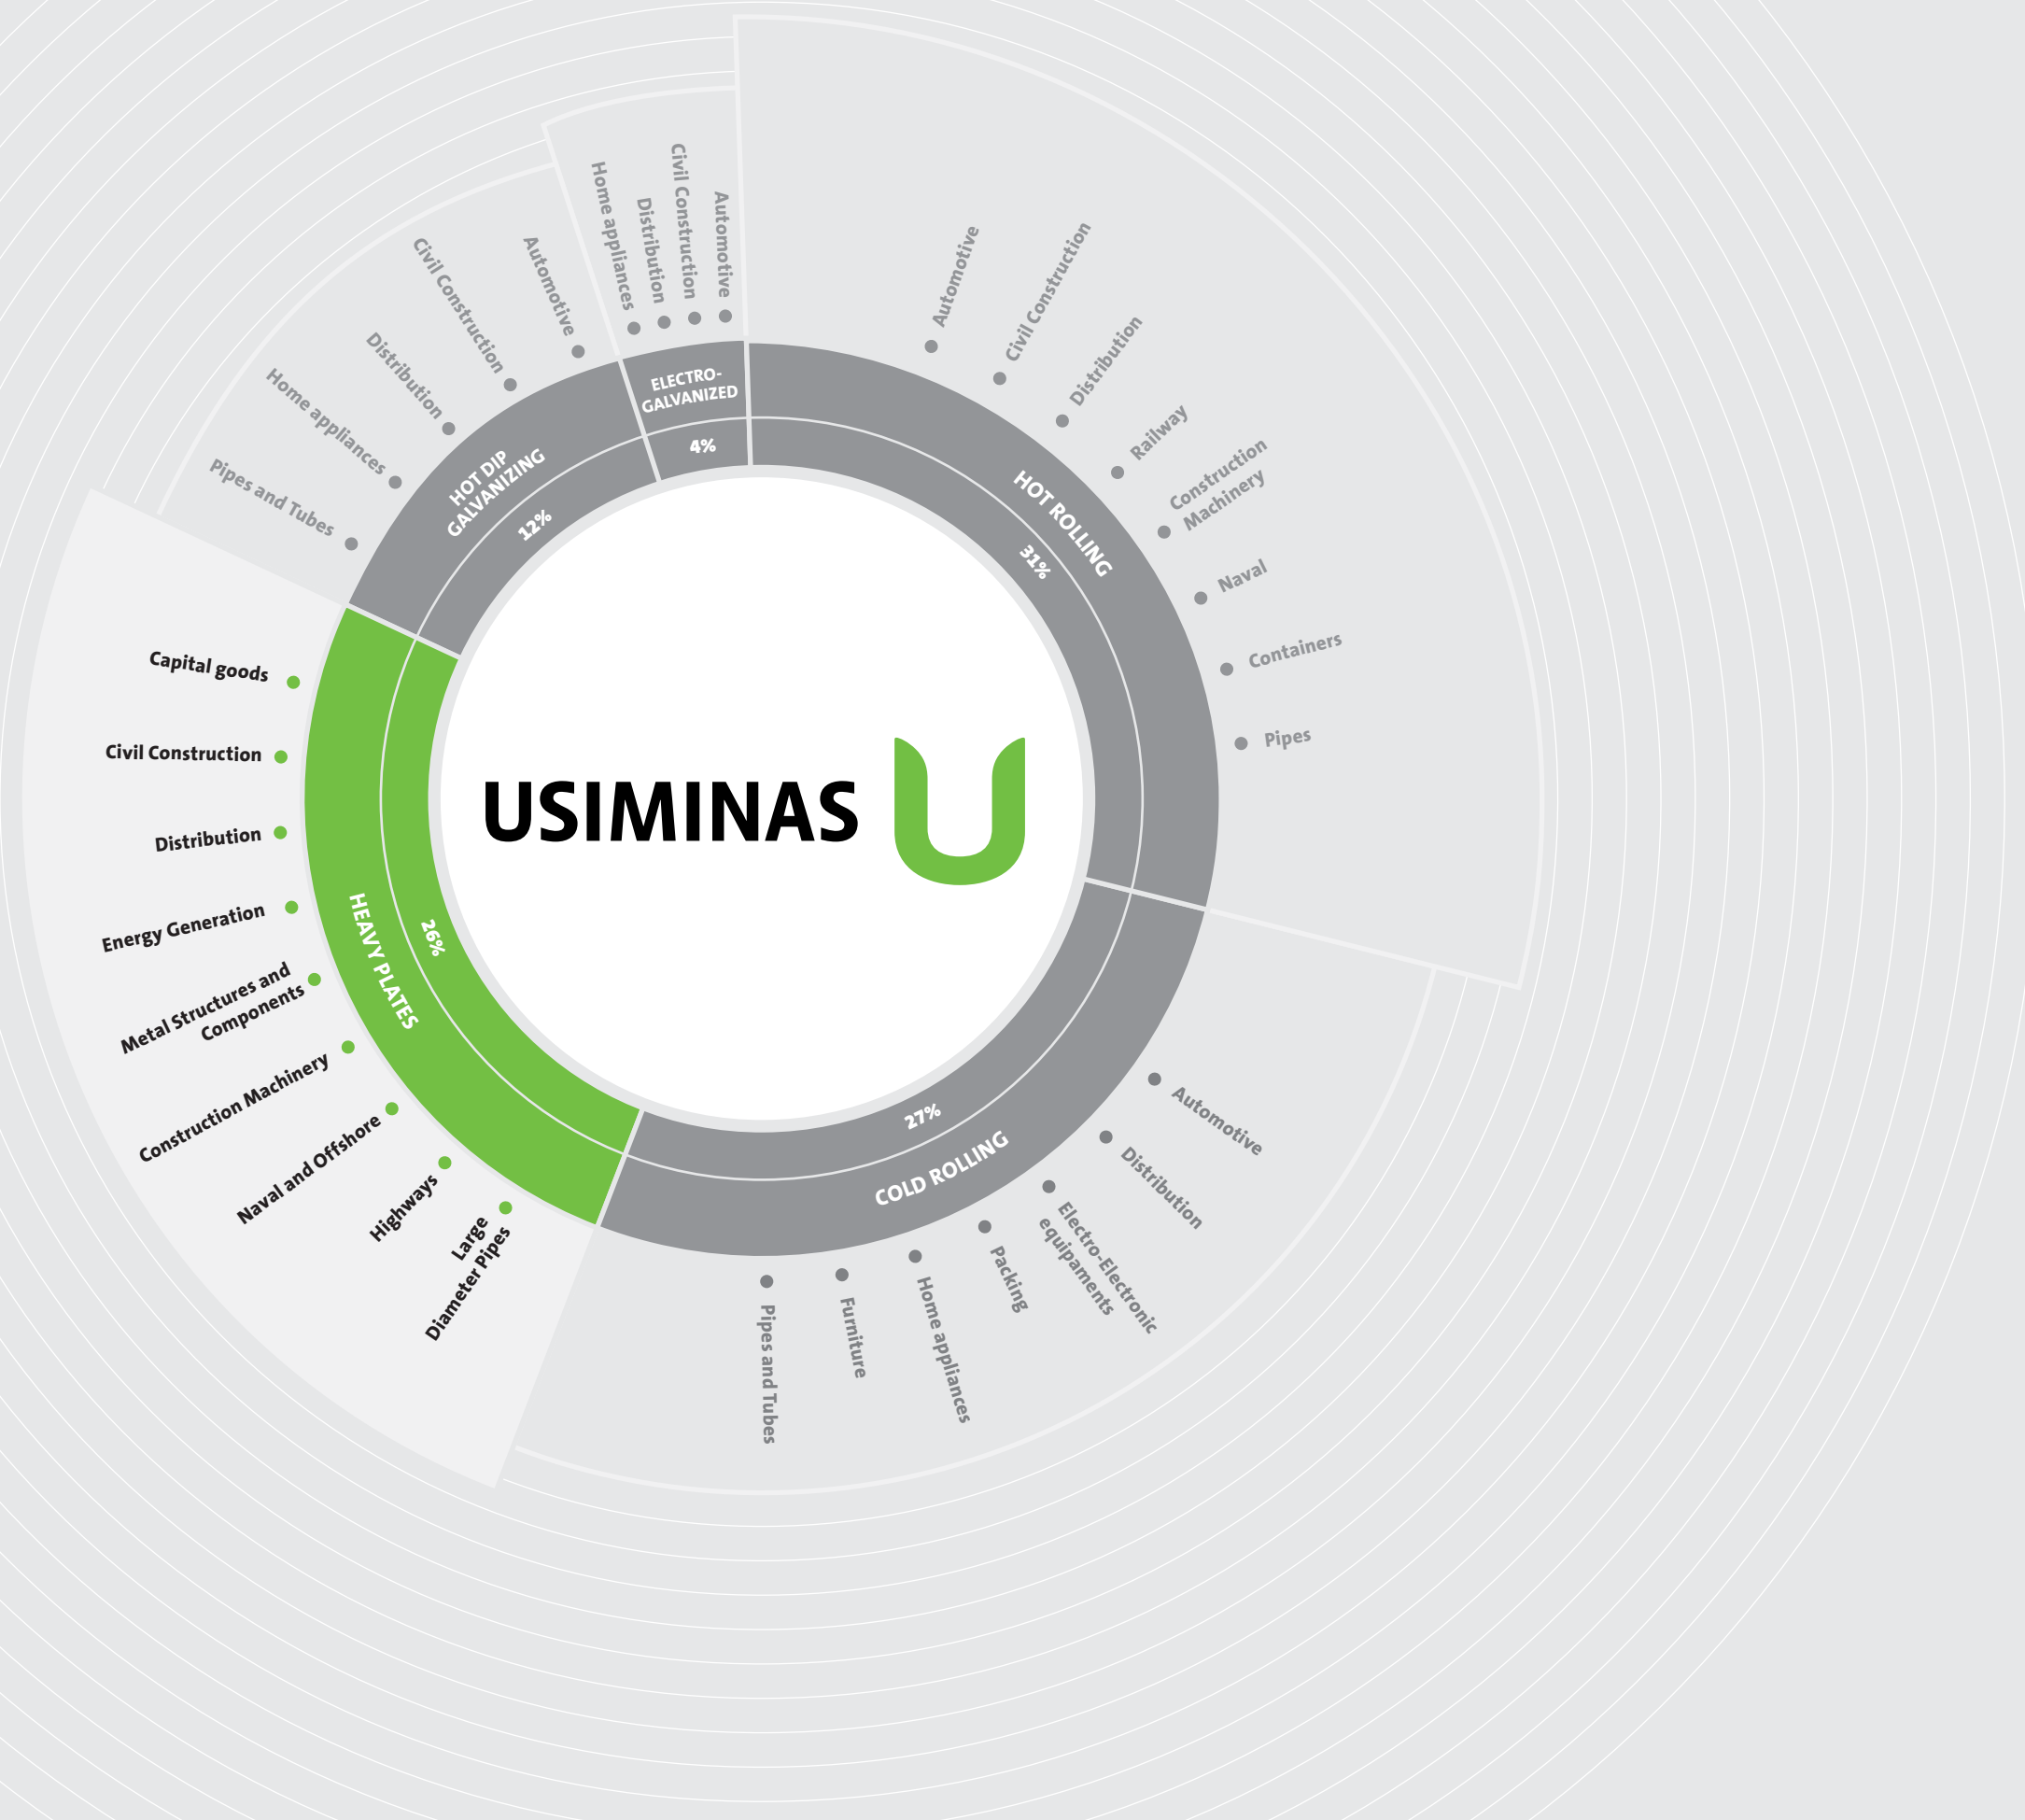 USIMINAS
ELECTRO-
GALVANIZED
4%
Home appliances
Distribution
Civil Construction
Automotive
HOT ROLLING
31%
Automotive
Civil Construction
Distribution
Railway
Construction
Machinery
Naval
Containers
Pipes
COLD ROLLING
27%
Automotive
Distribution
Electro-Electronic
equipaments
Packing
Home appliances
Furniture
Pipes and Tubes
HEAVY PLATES
26%
Capital goods
Civil Construction
Distribution
Energy Generation
Metal Structures and
Components
Construction Machinery
Naval and Offshore
Highways
Large
Diameter Pipes
HOT DIP
GALVANIZING
12%
Pipes and Tubes
Home appliances
Distribution
Civil Construction
Automotive